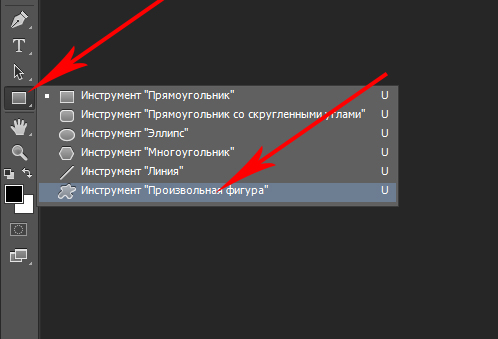 T
Инструмент "Прямоугольник" U
Инструмент "Прямоугольник со скругленными углами" U
Инструмент "Эллипс" U
Инструмент "Многоугольник" U
Инструмент "Линия" U
Инструмент "Произвольная фигура" U